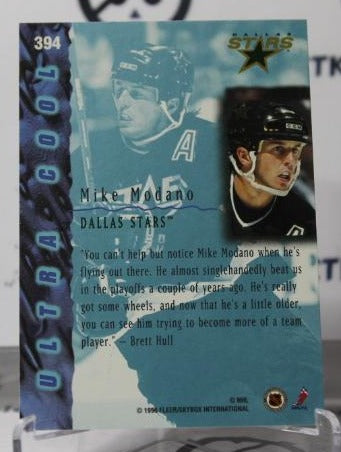 394
DALLAS
STARS
ULTRA COOL
A
Mike Modano
DALLAS STARS™
"You can't help but notice Mike Modano when he's
flying out there. He almost singlehandedly beat us
in the playoffs a couple of years ago. He's really
got some wheels, and now that he's a little older,
you can see him trying to become more of a team
player." – Brett Hull
© NHL
© 1996 FLEER/SKYBOX INTERNATIONAL